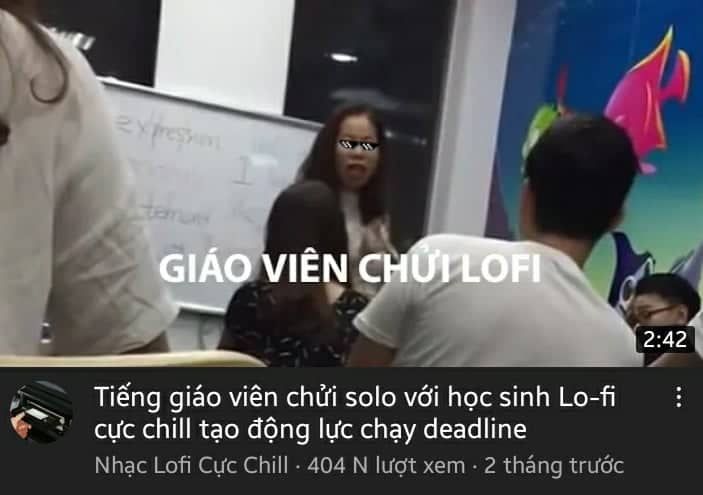 expression
I
GIÁO VIÊN CHỬI LOFI
2:42
Tiếng giáo viên chửi solo với học sinh Lo-fi
cực chill tạo động lực chạy deadline
Nhạc Lofi Cực Chill · 404 N lượt xem · 2 tháng trước